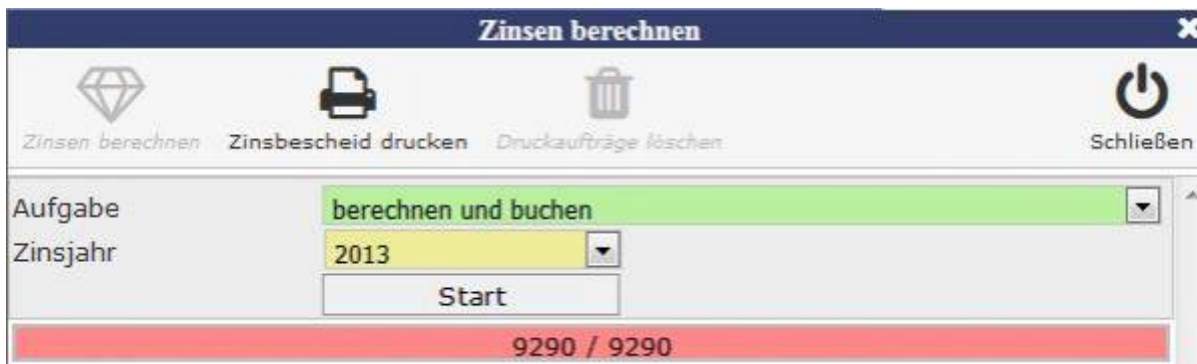 Zinsen berechnen
Zinsen berechnen Zinsbescheid drucken Druckaufträge löschen Schließen
Aufgabe berechnen und buchen
Zinsjahr 2013
Start
9290 / 9290